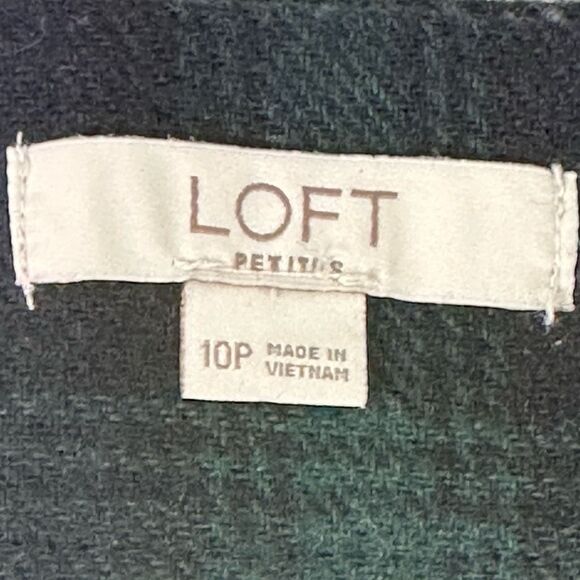 LOFT
PETITES
10P MADE IN
VIETNAM